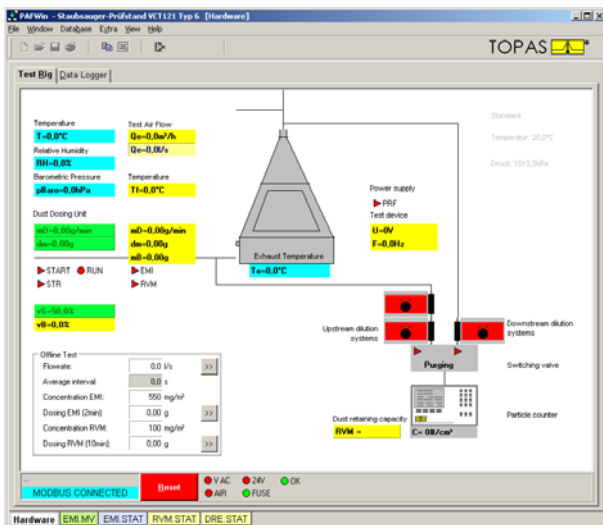 PAFWin - Staubsauger-Prüfstand VCT121 Typ 6 [Hardware]
File Window Database Extra View Help
TOPAS
Test Rig Data Logger
Standard
Temperature Test Air Flow
T=0,0°C Qe=0,0m³/h
Temperatur: 20,0°C
Relative Humidity Qe=0,0l/s
RH=0,0%
Druck: 1013,3hPa
Barometric Pressure Temperature
pBaro=0,0hPa Tf=0,0°C
Power supply
PRF
Dust Dosing Unit Test device
mD=0,00g/min mD=0,00g/min U=0V
dm=0,00g dm=0,00g F=0,0Hz
mB=0,00g Exhaust Temperature
START RUN EMI Te=0,0°C
STR RVM
vS=50,0%
vB=0,0%
Upstream dilution systems
Downstream dilution systems
Offline Test
Flowrate: 0,0 l/s >>
Purging Switching valve
Average interval 0,0 s
Concentration EMI: 550 mg/m³
Dosing EMI (2min): 0,00 g >>
Concentration RVM: 100 mg/m³
Dosing RVM (10min): 0,00 g >>
Dust retaining capacity Particle counter
RVM = C= 0/cm³
--
MODBUS CONNECTED Reset
V AC 24V OK
AIR FUSE
Hardware EMI.MV EMI.STAT RVM.STAT DRE.STAT